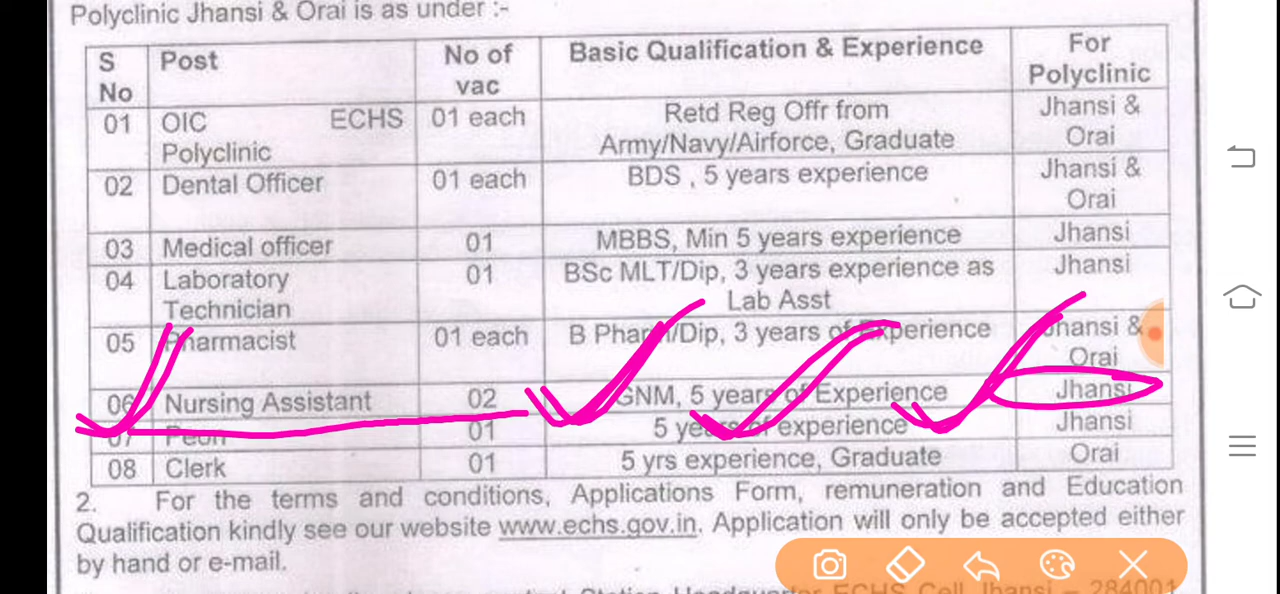 Polyclinic Jhansi & Orai is as under :-
S No Post No of vac Basic Qualification & Experience For Polyclinic
01 OIC ECHS Polyclinic 01 each Retd Reg Offr from Army/Navy/Airforce, Graduate Jhansi & Orai
02 Dental Officer 01 each BDS , 5 years experience Jhansi & Orai
03 Medical officer 01 MBBS, Min 5 years experience Jhansi
04 Laboratory Technician 01 BSc MLT/Dip, 3 years experience as Lab Asst Jhansi
05 Pharmacist 01 each B Pharm/Dip, 3 years of Experience Jhansi & Orai
06 Nursing Assistant 02 GNM, 5 years of Experience Jhansi
07 Peon 01 5 years of experience Jhansi
08 Clerk 01 5 yrs experience, Graduate Orai
2. For the terms and conditions, Applications Form, remuneration and Education
Qualification kindly see our website www.echs.gov.in. Application will only be accepted either
by hand or e-mail.
Station Headquarter ECHS Cell Jhansi – 284001